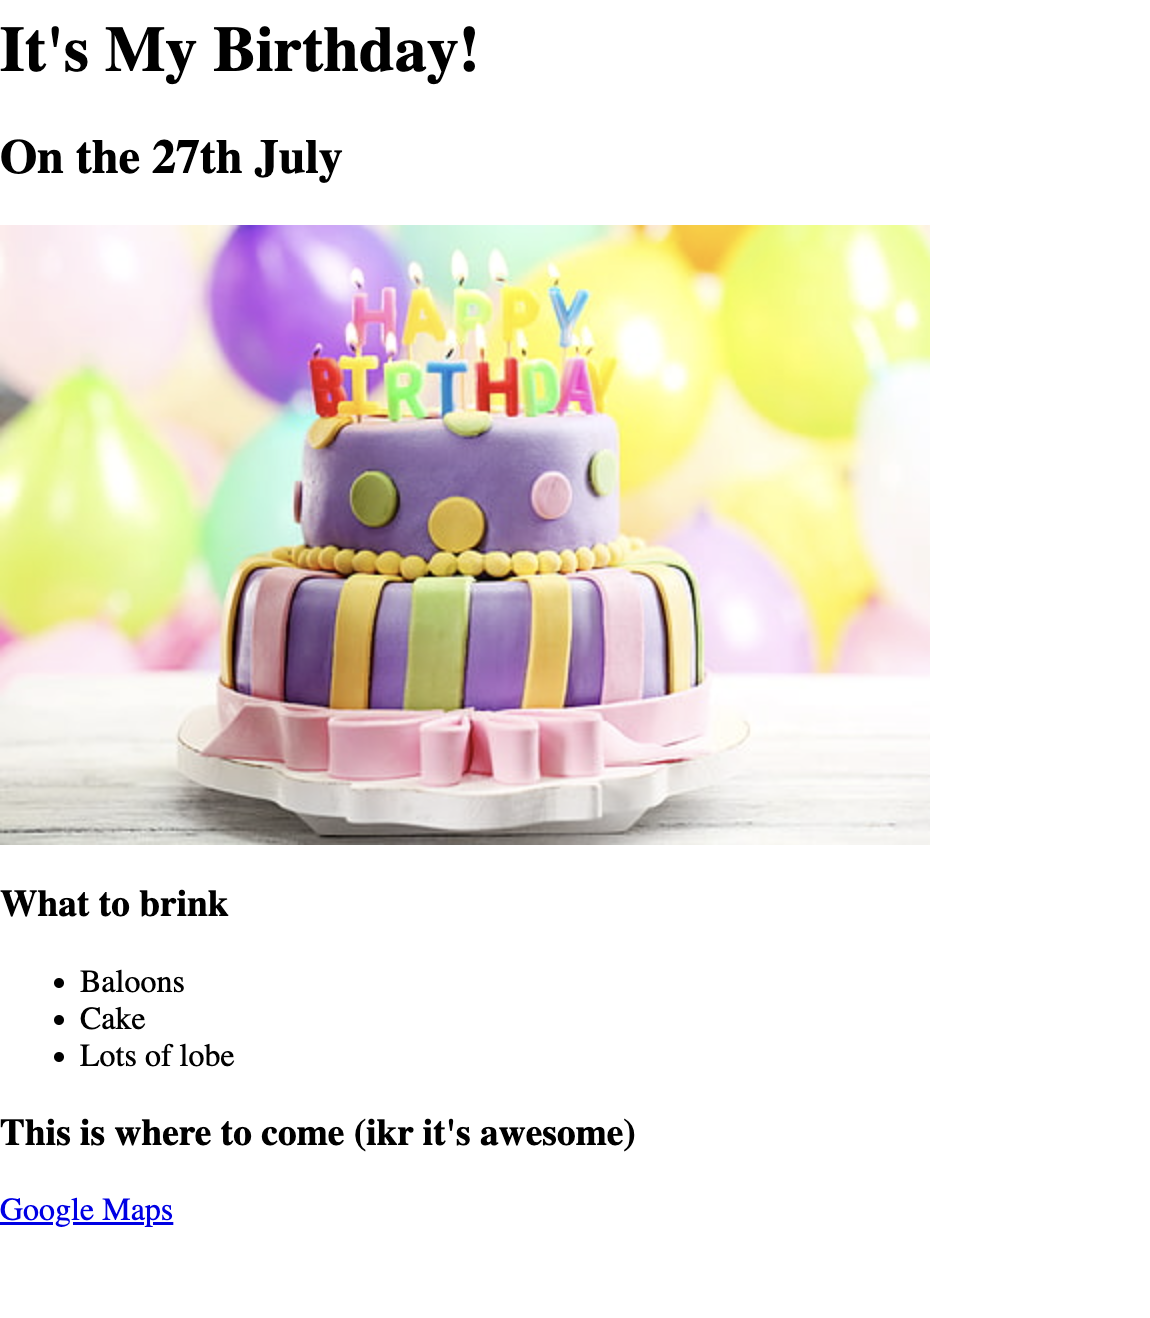 It's My Birthday!
On the 27th July
HAPPY
BIRTHDAY
What to brink
Baloons
Cake
Lots of lobe
This is where to come (ikr it's awesome)
Google Maps